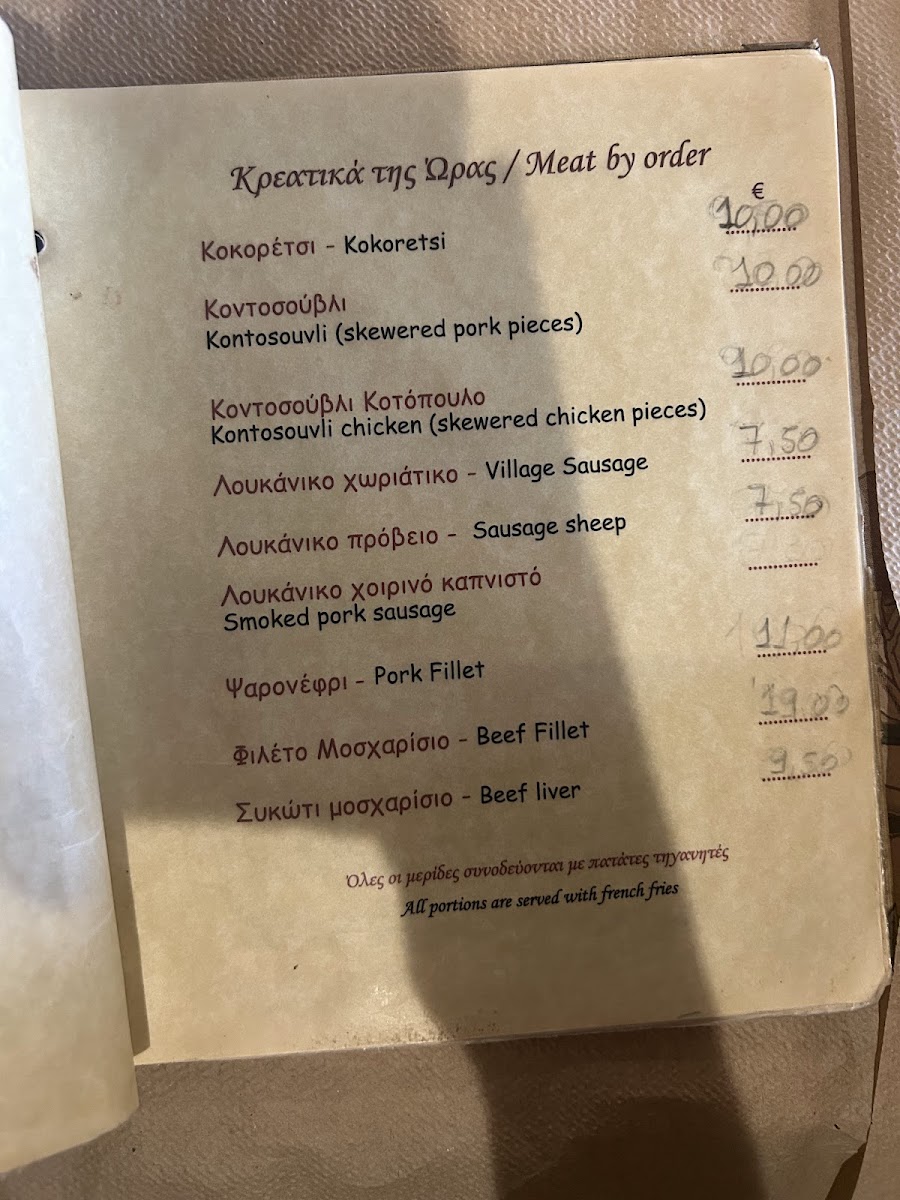 Κρεατικά της Ώρας / Meat by order
€
Κοκορέτσι - Kokoretsi 10,00
Κοντοσούβλι 10,00
Kontosouvli (skewered pork pieces)
Κοντοσούβλι Κοτόπουλο 10,00
Kontosouvli chicken (skewered chicken pieces)
Λουκάνικο χωριάτικο - Village Sausage 7,50
Λουκάνικο πρόβειο - Sausage sheep 7,50
Λουκάνικο χοιρινό καπνιστό
Smoked pork sausage
Ψαρονέφρι - Pork Fillet 11,00
Φιλέτο Μοσχαρίσιο - Beef Fillet 19,00
Συκώτι μοσχαρίσιο - Beef liver 9,50
Όλες οι μερίδες συνοδεύονται με πατάτες τηγανητές
All portions are served with french fries